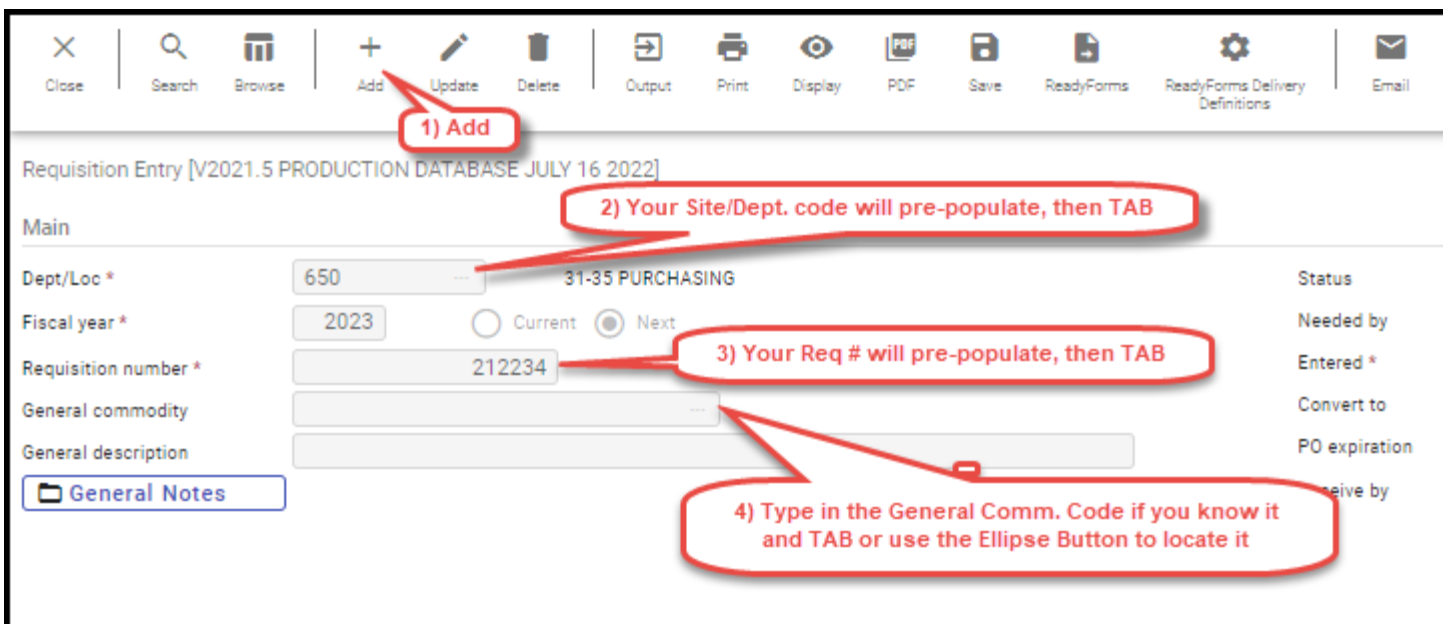 Close Search Browse Add Update Delete Output Print Display PDF Save ReadyForms ReadyForms Delivery Definitions Email
1) Add
Requisition Entry [V2021.5 PRODUCTION DATABASE JULY 16 2022]
2) Your Site/Dept. code will pre-populate, then TAB
Main
Dept/Loc * 650 ... 31-35 PURCHASING Status
Fiscal year * 2023 Current Next Needed by
3) Your Req # will pre-populate, then TAB
Requisition number * 212234 Entered *
General commodity ... Convert to
General description PO expiration
General Notes eive by
4) Type in the General Comm. Code if you know it
and TAB or use the Ellipse Button to locate it